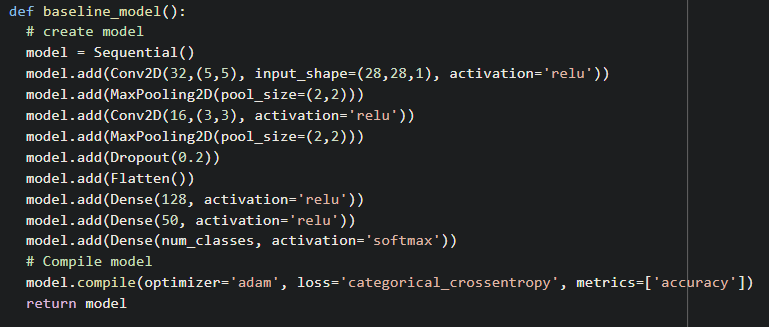 def baseline_model():
  # create model
  model = Sequential()
  model.add(Conv2D(32,(5,5), input_shape=(28,28,1), activation='relu'))
  model.add(MaxPooling2D(pool_size=(2,2)))
  model.add(Conv2D(16,(3,3), activation='relu'))
  model.add(MaxPooling2D(pool_size=(2,2)))
  model.add(Dropout(0.2))
  model.add(Flatten())
  model.add(Dense(128, activation='relu'))
  model.add(Dense(50, activation='relu'))
  model.add(Dense(num_classes, activation='softmax'))
  # Compile model
  model.compile(optimizer='adam', loss='categorical_crossentropy', metrics=['accuracy'])
  return model